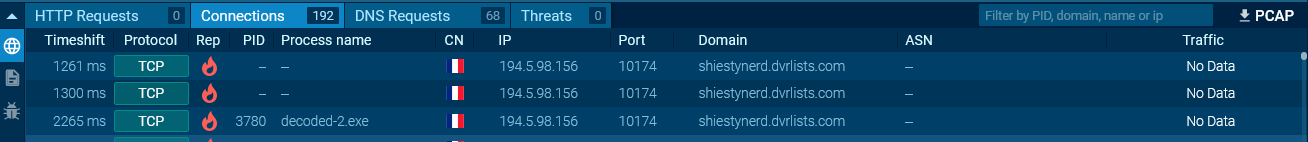 HTTP Requests 0 Connections 192 DNS Requests 68 Threats 0 Filter by PID, domain, name or ip PCAP
Timeshift Protocol Rep PID Process name CN IP Port Domain ASN Traffic
1261 ms TCP – – 194.5.98.156 10174 shiestynerd.dvrlists.com – No Data
1300 ms TCP – – 194.5.98.156 10174 shiestynerd.dvrlists.com – No Data
2265 ms TCP 3780 decoded-2.exe 194.5.98.156 10174 shiestynerd.dvrlists.com – No Data